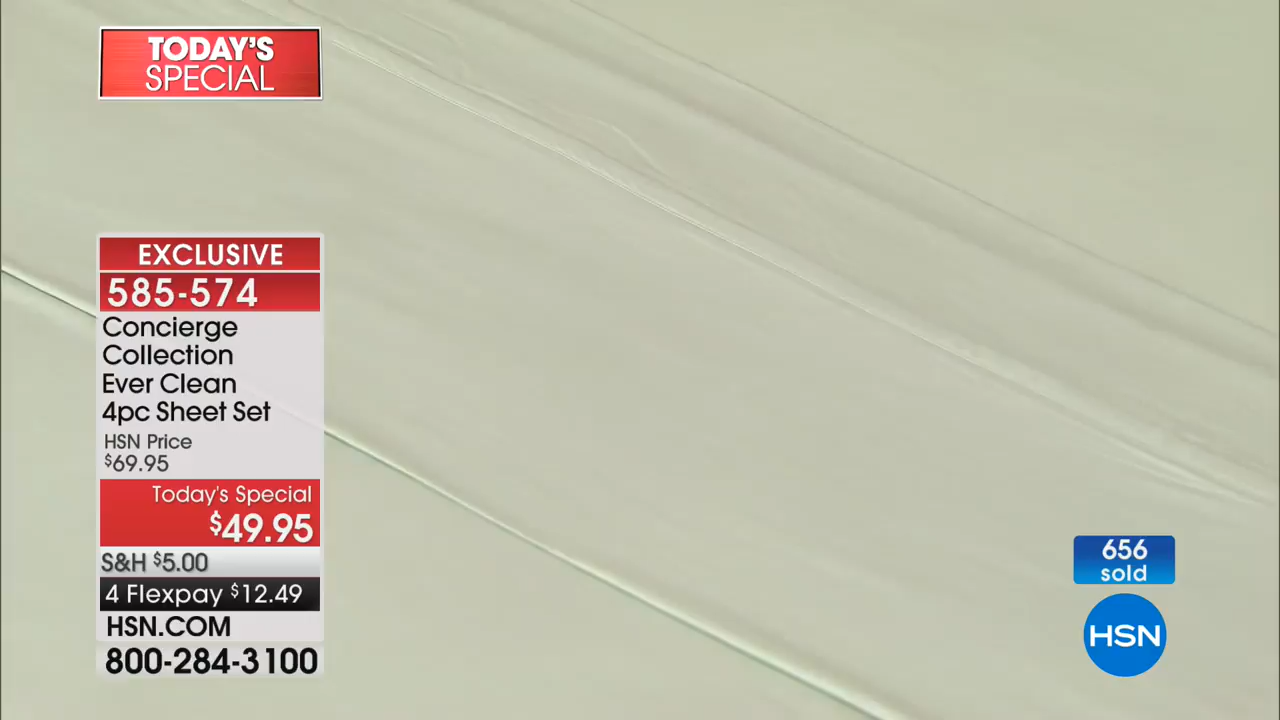 TODAY'S
SPECIAL
EXCLUSIVE
585-574
Concierge
Collection
Ever Clean
4pc Sheet Set
HSN Price
$69.95
Today's Special
$49.95
S&H $5.00
4 Flexpay $12.49
HSN.COM
800-284-3100
656
sold
HSN